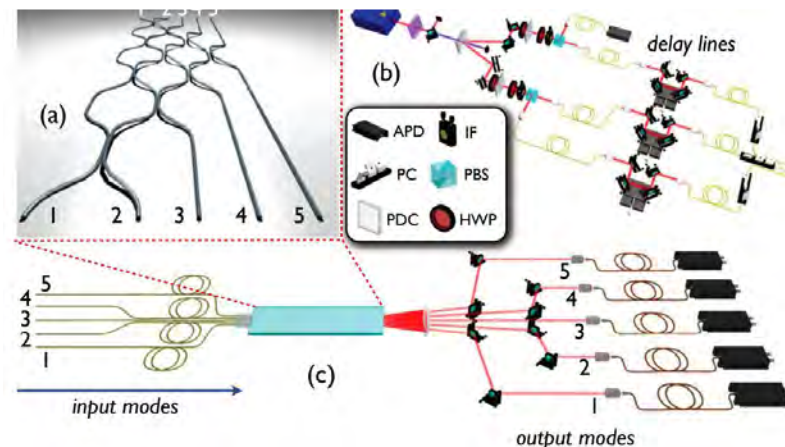 (a)
1 2 3 4 5
(b)
delay lines
APD IF
PC PBS
PDC HWP
5
4
3
2
1
input modes
(c)
5
4
3
2
1
output modes